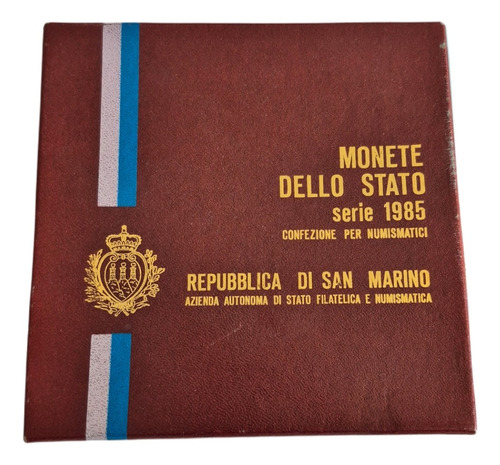 MONETE
DELLO STATO
serie 1985
CONFEZIONE PER NUMISMATICI
REPUBBLICA DI SAN MARINO
AZIENDA AUTONOMA DI STATO FILATELICA E NUMISMATICA